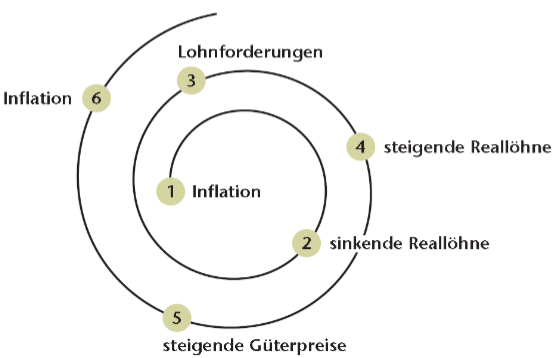 Lohnforderungen
3
Inflation 6
4 steigende Reallöhne
1 Inflation
2 sinkende Reallöhne
5
steigende Güterpreise